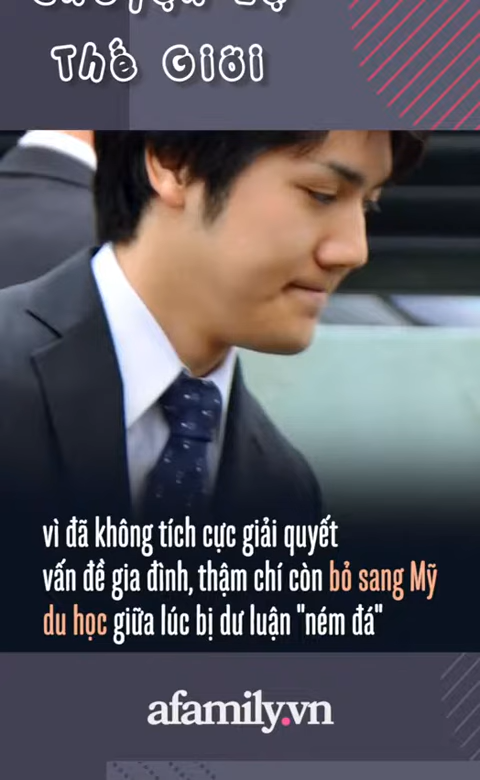 Thế Giới
vì đã không tích cực giải quyết
vấn đề gia đình, thậm chí còn bỏ sang Mỹ
du học giữa lúc bị dư luận "ném đá"
afamily.vn